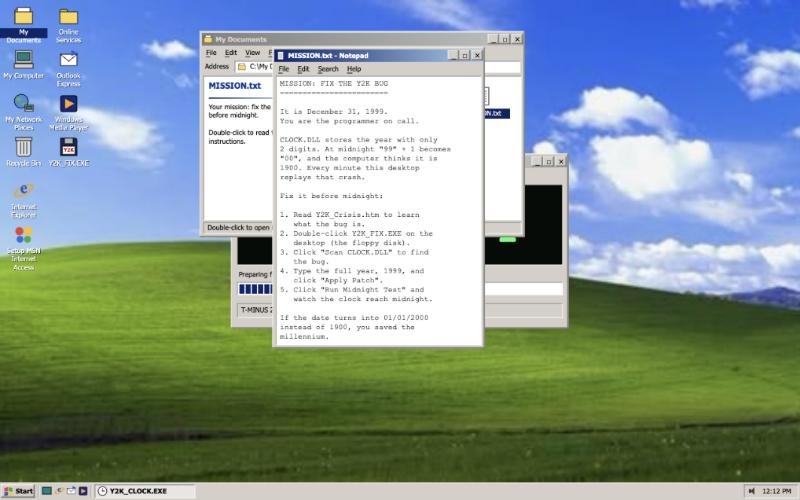 My Documents
Online Services
My Computer
Outlook Express
My Network Places
Windows Media Player
Recycle Bin
Y2K_FIX.EXE
Internet Explorer
Setup MSN Internet Access
My Documents
File Edit View
Address C:\My D
MISSION.txt
Your mission: fix the
before midnight.
Double-click to read
instructions.
Double-click to open
MISSION.txt - Notepad
File Edit Search Help
MISSION: FIX THE Y2K BUG
========================
It is December 31, 1999.
You are the programmer on call.
CLOCK.DLL stores the year with only
2 digits. At midnight "99" + 1 becomes
"00", and the computer thinks it is
1900. Every minute this desktop
replays that crash.
Fix it before midnight:
1. Read Y2K_Crisis.htm to learn
what the bug is.
2. Double-click Y2K_FIX.EXE on the
desktop (the floppy disk).
3. Click "Scan CLOCK.DLL" to find
the bug.
4. Type the full year, 1999, and
click "Apply Patch".
5. Click "Run Midnight Test" and
watch the clock reach midnight.
If the date turns into 01/01/2000
instead of 1900, you saved the
millennium.
ON.txt
Preparing f
T-MINUS 2
Start
Y2K_CLOCK.EXE
12:12 PM